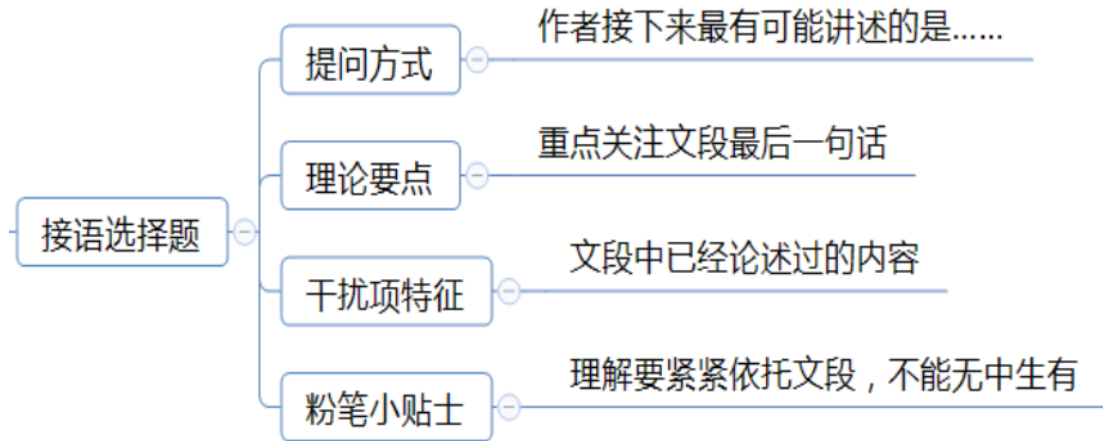 作者接下来最有可能讲述的是……
提问方式
重点关注文段最后一句话
理论要点
接语选择题
文段中已经论述过的内容
干扰项特征
理解要紧紧依托文段，不能无中生有
粉笔小贴士